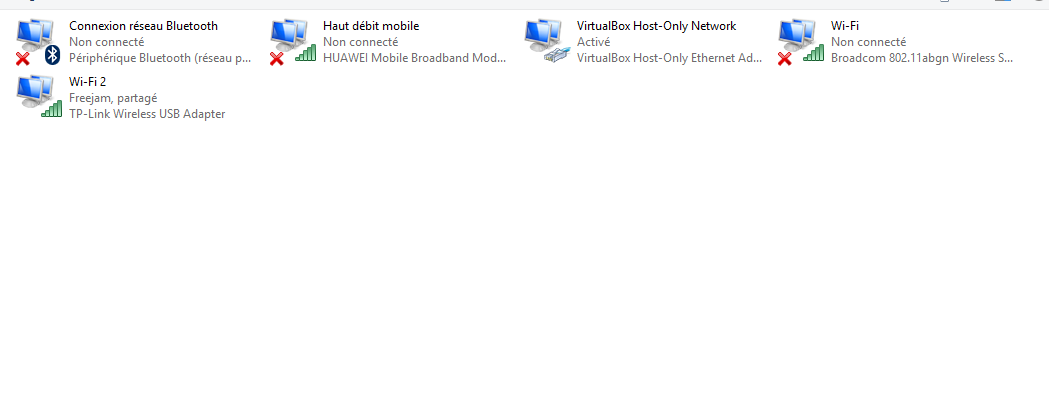 Connexion réseau Bluetooth
Non connecté
Périphérique Bluetooth (réseau p...
Haut débit mobile
Non connecté
HUAWEI Mobile Broadband Mod...
VirtualBox Host-Only Network
Activé
VirtualBox Host-Only Ethernet Ad...
Wi-Fi
Non connecté
Broadcom 802.11abgn Wireless S...
Wi-Fi 2
Freejam, partagé
TP-Link Wireless USB Adapter